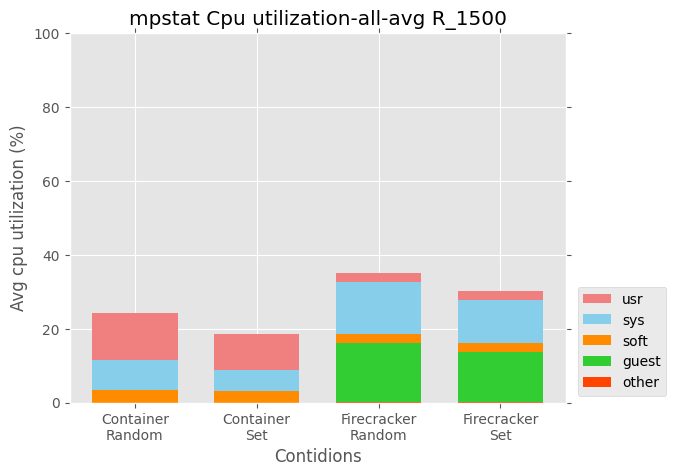 mpstat Cpu utilization-all-avg R_1500
100
80
60
40
20
0
Avg cpu utilization (%)
Container
Random
Container
Set
Firecracker
Random
Firecracker
Set
Contidions
usr
sys
soft
guest
other